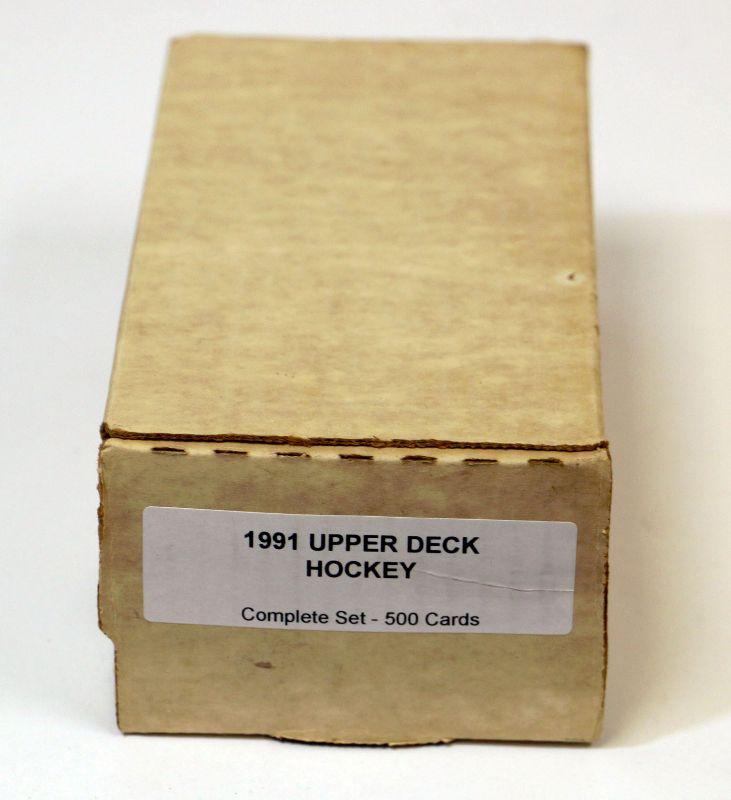 1991 UPPER DECK
HOCKEY
Complete Set - 500 Cards